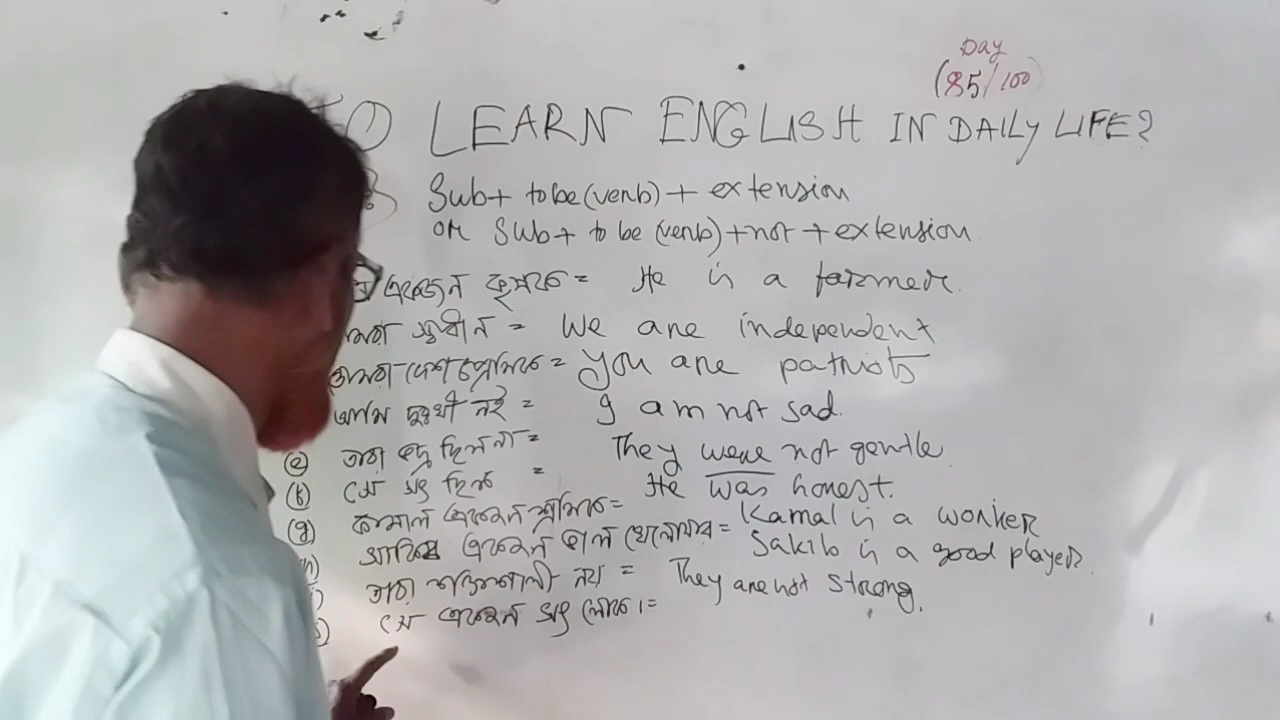 Day
(85/100)
TO LEARN ENGLISH IN DAILY LIFE?
Sub+ to be (verb) + extension
OR Sub+ to be (verb) + not + extension
একজন কৃষক = He is a farmer.
স্বাধীন = We are independent
তোমরা দেশপ্রেমিক = you are patriots
আমি দুঃখী নই = I am not sad.
(e) তারা ভদ্র ছিল না = They were not gentle.
(f) সে সৎ ছিল = He was honest.
(g) কামাল একজন শ্রমিক = Kamal is a worker
(h) সাকিব একজন ভাল খেলোয়াড় = Sakib is a good player.
তারা শক্তিশালী নয় = They are not strong.
সে একজন সৎ লোক। =